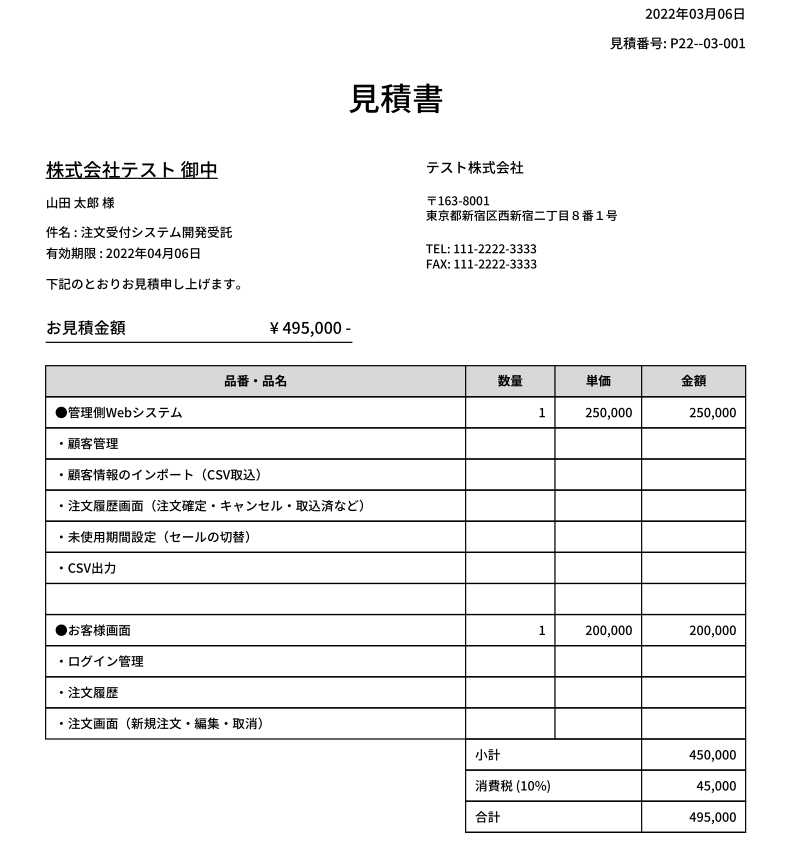 2022年03月06日
見積番号: P22--03-001
見積書
株式会社テスト 御中
山田 太郎 様
件名 : 注文受付システム開発受託
有効期限 : 2022年04月06日
下記のとおりお見積申し上げます。
テスト株式会社
〒163-8001
東京都新宿区西新宿二丁目８番１号
TEL: 111-2222-3333
FAX: 111-2222-3333
お見積金額 ¥ 495,000 -
品番・品名 数量 単価 金額
●管理側Webシステム 1 250,000 250,000
・顧客管理
・顧客情報のインポート（CSV取込）
・注文履歴画面（注文確定・キャンセル・取込済など）
・未使用期間設定（セールの切替）
・CSV出力
●お客様画面 1 200,000 200,000
・ログイン管理
・注文履歴
・注文画面（新規注文・編集・取消）
小計 450,000
消費税 (10%) 45,000
合計 495,000